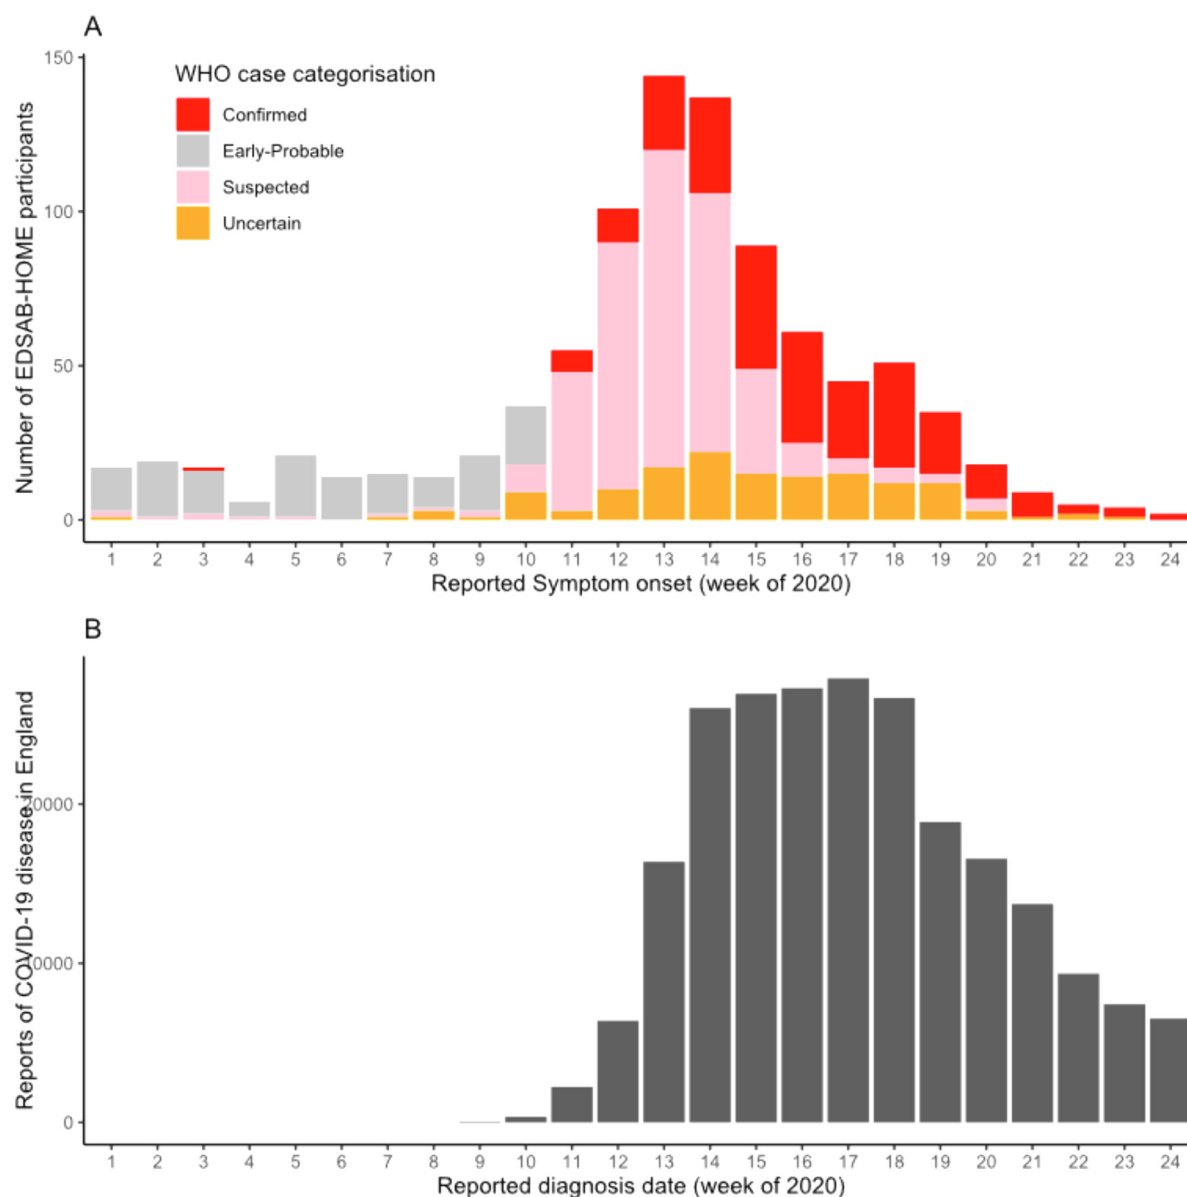 A
150
100
50
0
Number of EDSAB-HOME participants
WHO case categorisation
Confirmed
Early-Probable
Suspected
Uncertain
1 2 3 4 5 6 7 8 9 10 11 12 13 14 15 16 17 18 19 20 21 22 23 24
Reported Symptom onset (week of 2020)
B
20000
10000
0
Reports of COVID-19 disease in England
1 2 3 4 5 6 7 8 9 10 11 12 13 14 15 16 17 18 19 20 21 22 23 24
Reported diagnosis date (week of 2020)